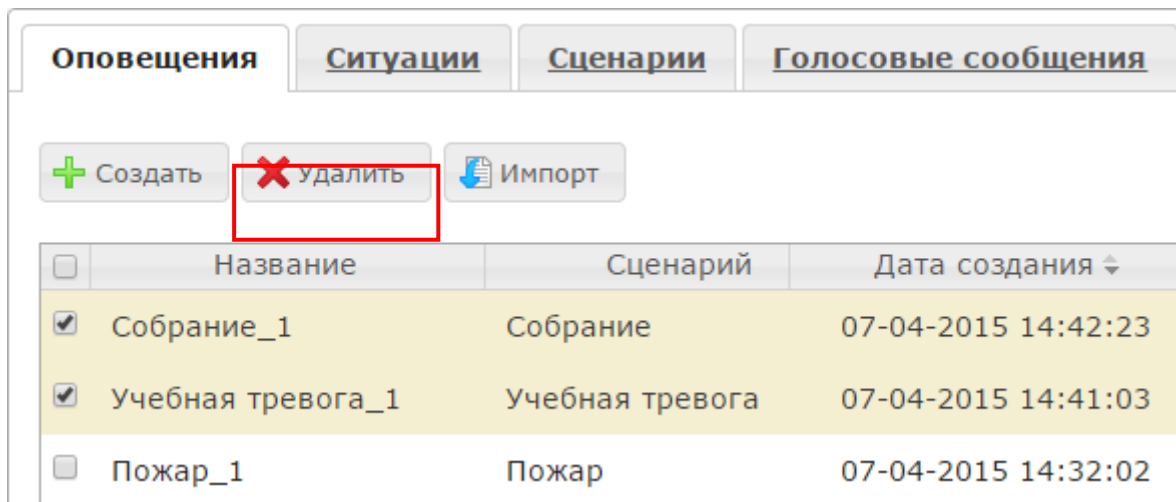 Оповещения Ситуации Сценарии Голосовые сообщения
Создать Удалить Импорт
Название Сценарий Дата создания
Собрание_1 Собрание 07-04-2015 14:42:23
Учебная тревога_1 Учебная тревога 07-04-2015 14:41:03
Пожар_1 Пожар 07-04-2015 14:32:02